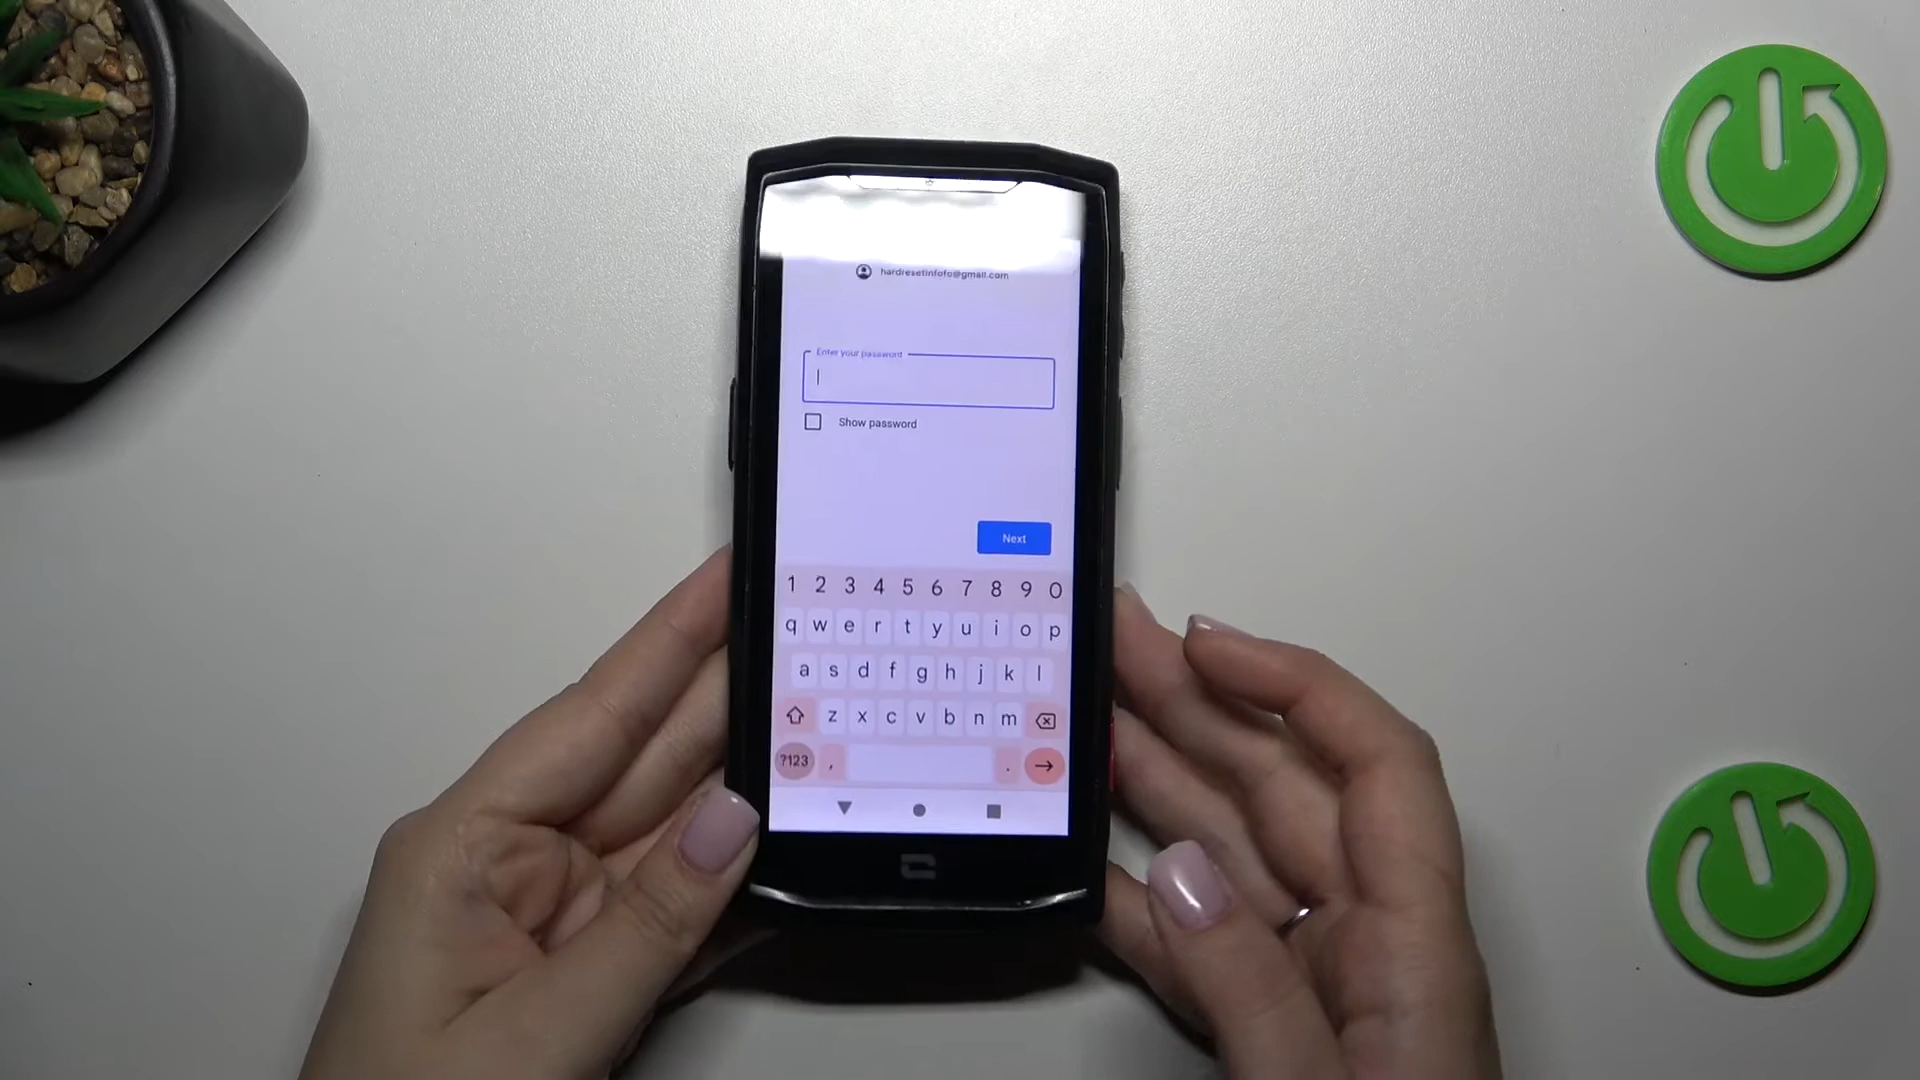 hardresetinfofo@gmail.com
Enter your password
Show password
Next
1 2 3 4 5 6 7 8 9 0
q w e r t y u i o p
a s d f g h j k l
z x c v b n m
?123 , .